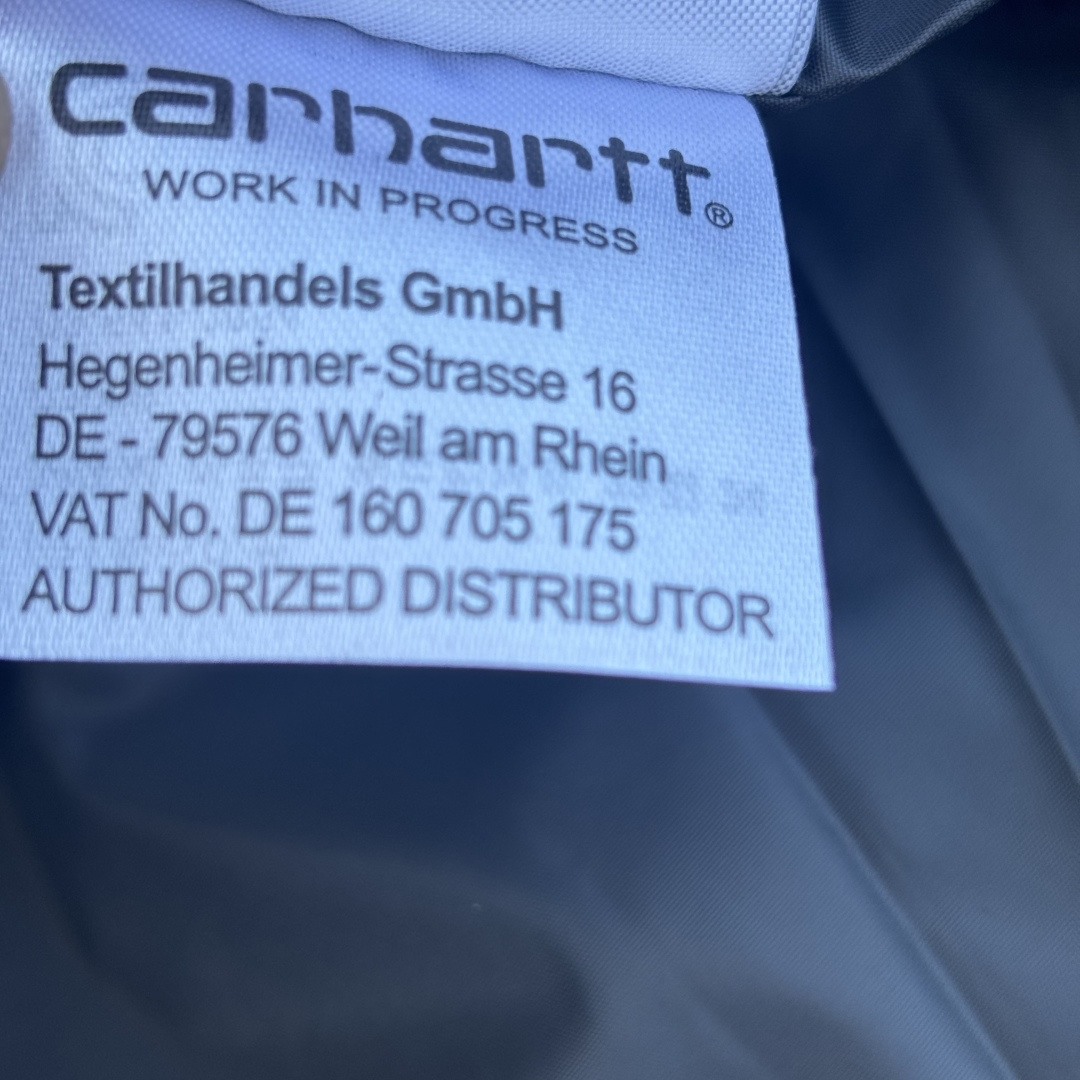 carhartt®
WORK IN PROGRESS
Textilhandels GmbH
Hegenheimer-Strasse 16
DE - 79576 Weil am Rhein
VAT No. DE 160 705 175
AUTHORIZED DISTRIBUTOR